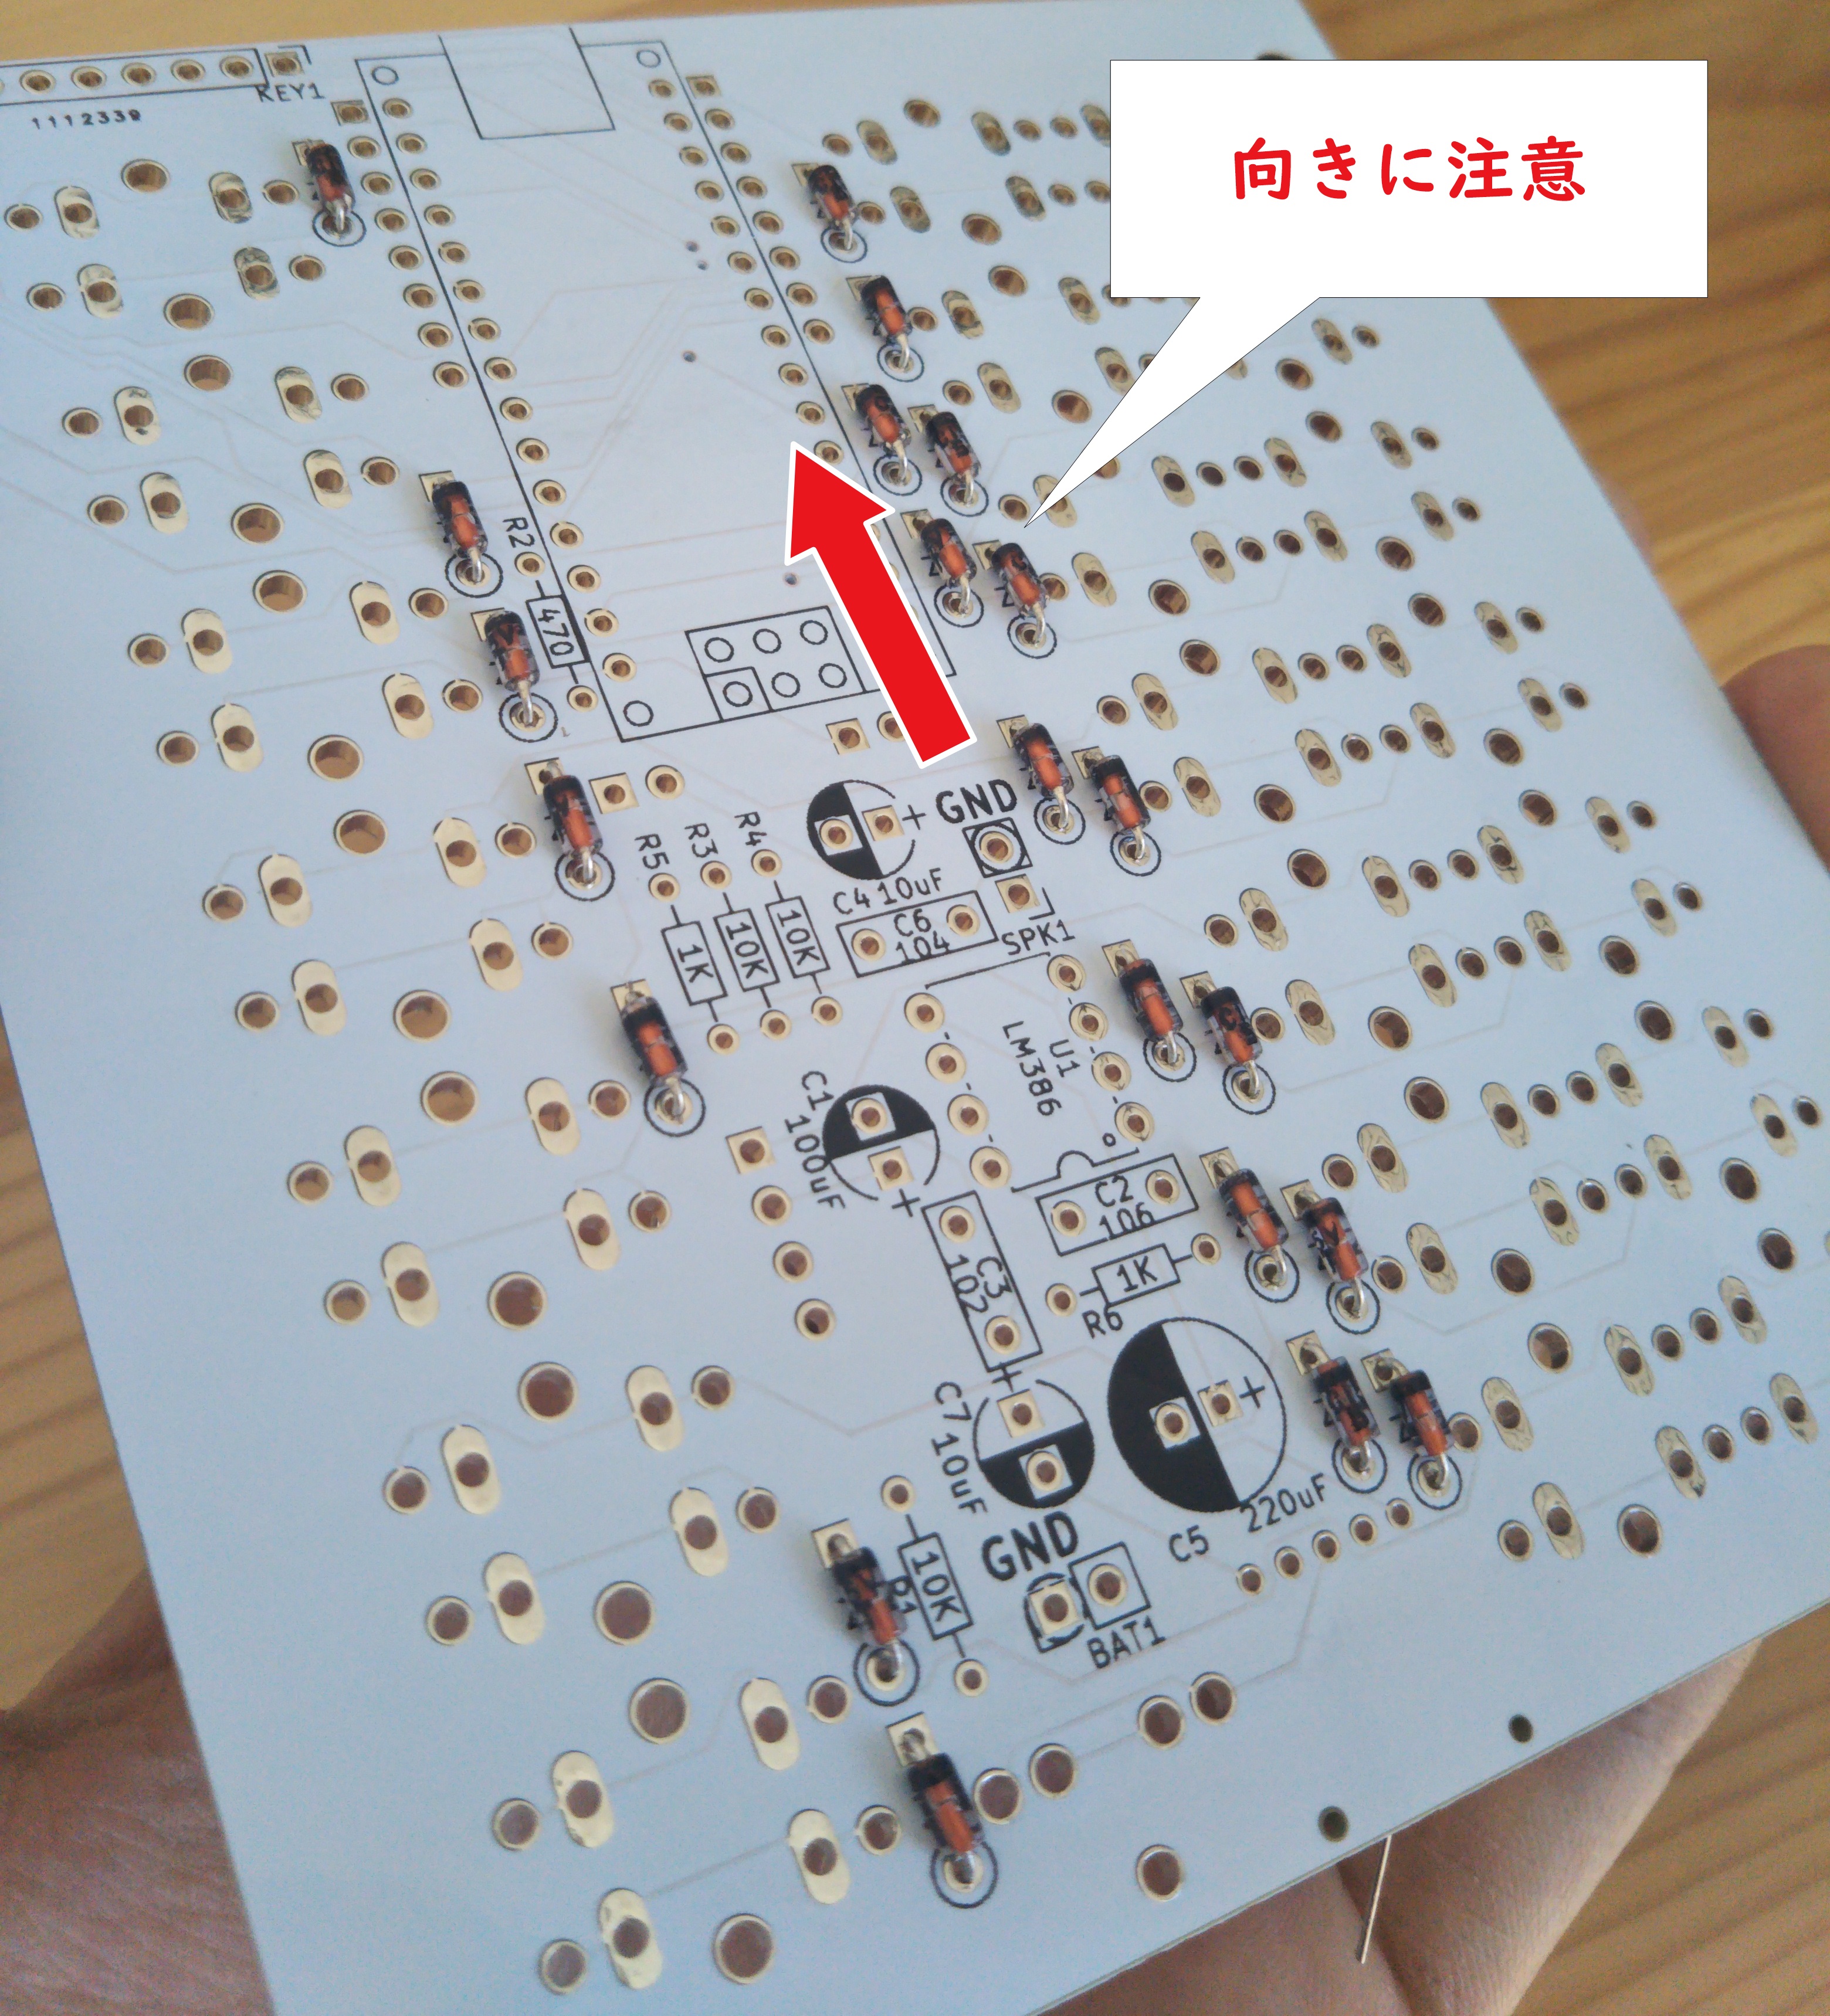 KEY1
1112339
向きに注意
R2
470
GND
+
C4 10uF
R5
R3
R4
C6
104
SPK1
1K
10K
10K
U1
LM386
C1
100uF
+
C2
106
C3
102
1K
R6
+
C7 10uF
+
C5
220uF
GND
R1
10K
BAT1